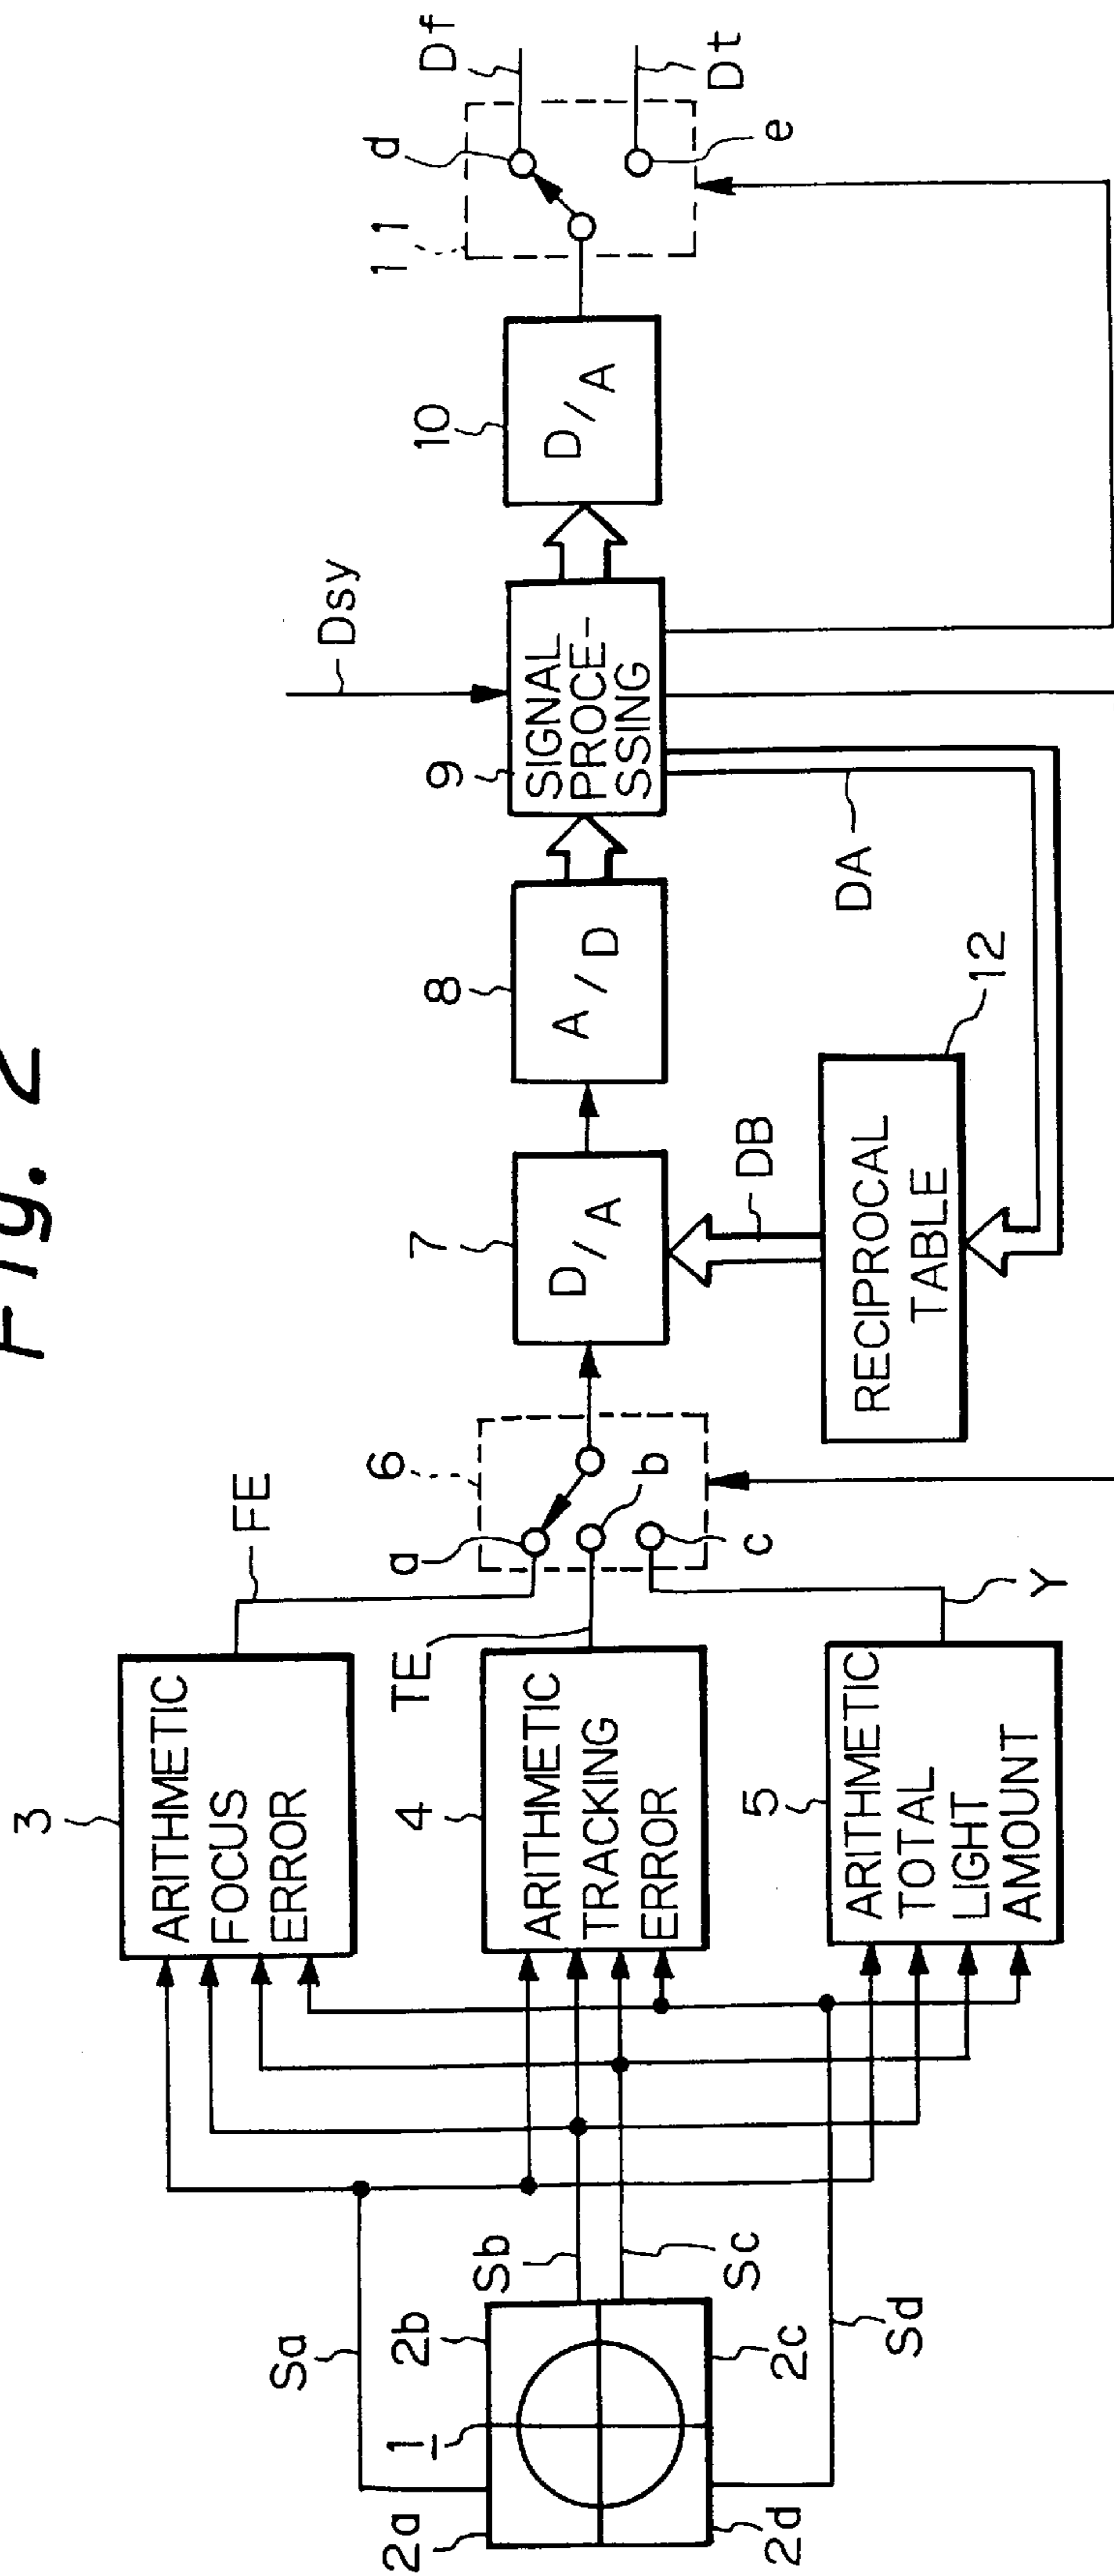 Fig. 2
3
ARITHMETIC
FOCUS
ERROR
FE
4
ARITHMETIC
TRACKING
ERROR
TE
5
ARITHMETIC
TOTAL
LIGHT
AMOUNT
Y
Sa
Sb
Sc
Sd
1
2a
2b
2c
2d
6
a
b
c
7
D/A
8
A/D
9
SIGNAL
PROCE-
SSING
Dsy
10
D/A
11
d
e
Df
Dt
DB
DA
12
RECIPROCAL
TABLE